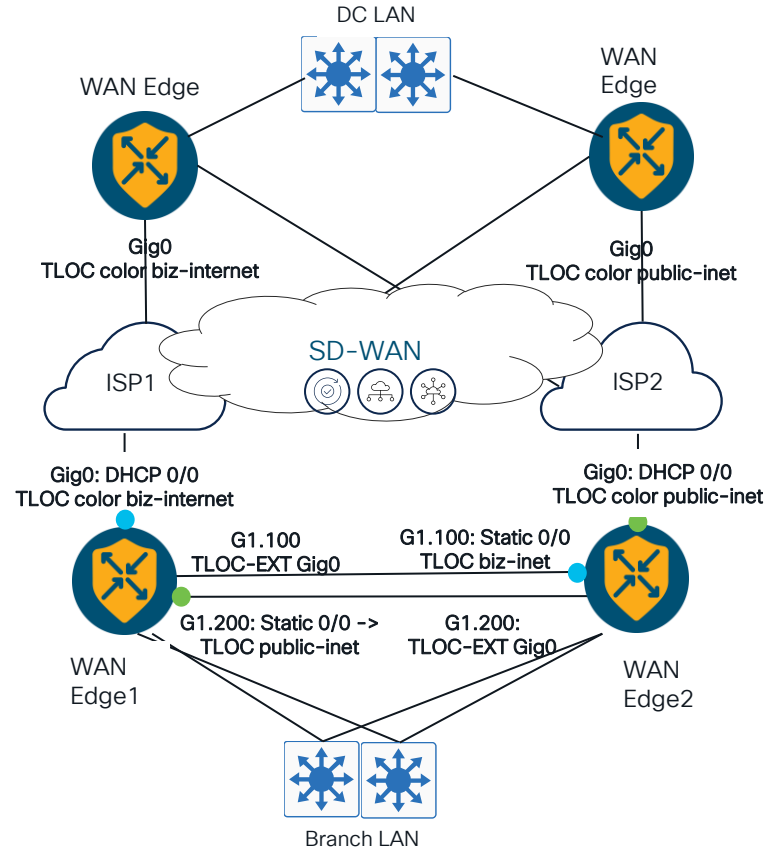 DC LAN
WAN Edge
WAN
Edge
Gig0
TLOC color biz-internet
Gig0
TLOC color public-inet
SD-WAN
ISP1
ISP2
Gig0: DHCP 0/0
TLOC color biz-internet
Gig0: DHCP 0/0
TLOC color public-inet
G1.100
TLOC-EXT Gig0
G1.100: Static 0/0
TLOC biz-inet
G1.200: Static 0/0 ->
TLOC public-inet
G1.200:
TLOC-EXT Gig0
WAN
Edge1
WAN
Edge2
Branch LAN